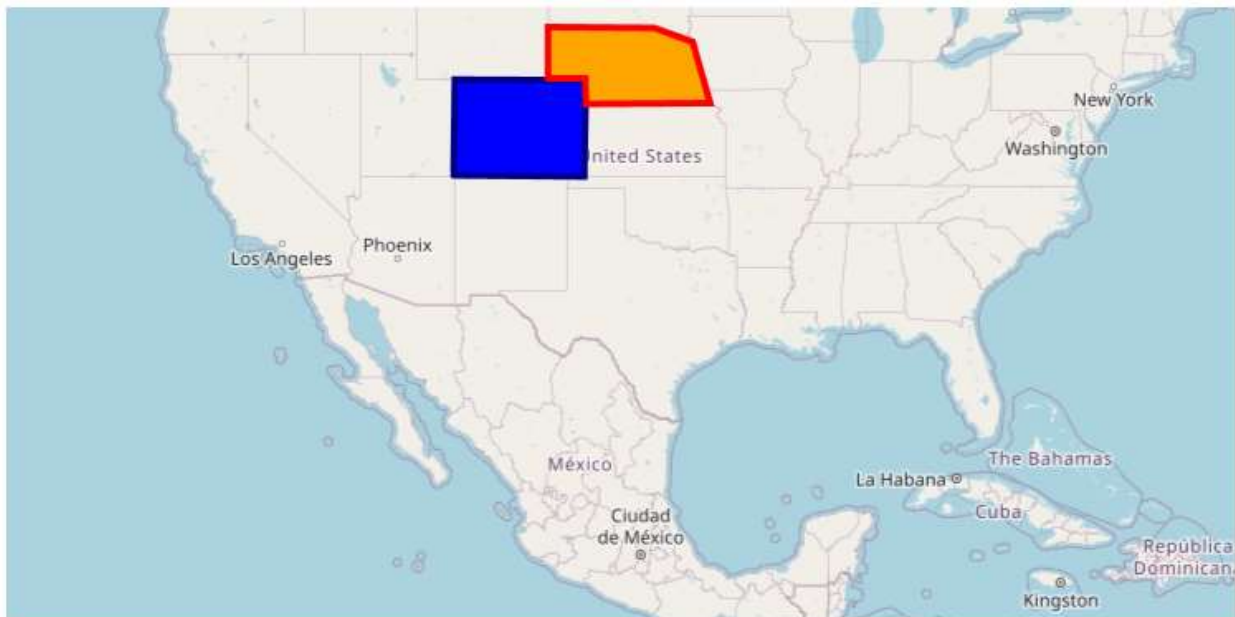 New York
Washington
United States
Phoenix
Los Angeles
México
The Bahamas
La Habana
Cuba
Ciudad
de México
República
Dominicana
Kingston